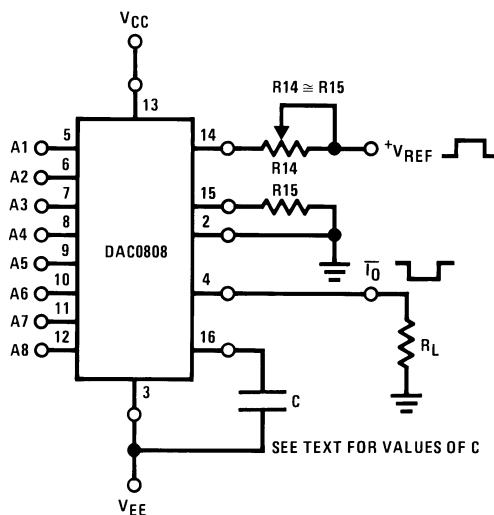 VCC
13
R14 ≅ R15
A1 5
14
R14
+VREF
A2 6
A3 7
15
R15
A4 8
2
DAC0808
A5 9
A6 10
4
I̅O̅
A7 11
A8 12
16
RL
C
3
SEE TEXT FOR VALUES OF C
VEE